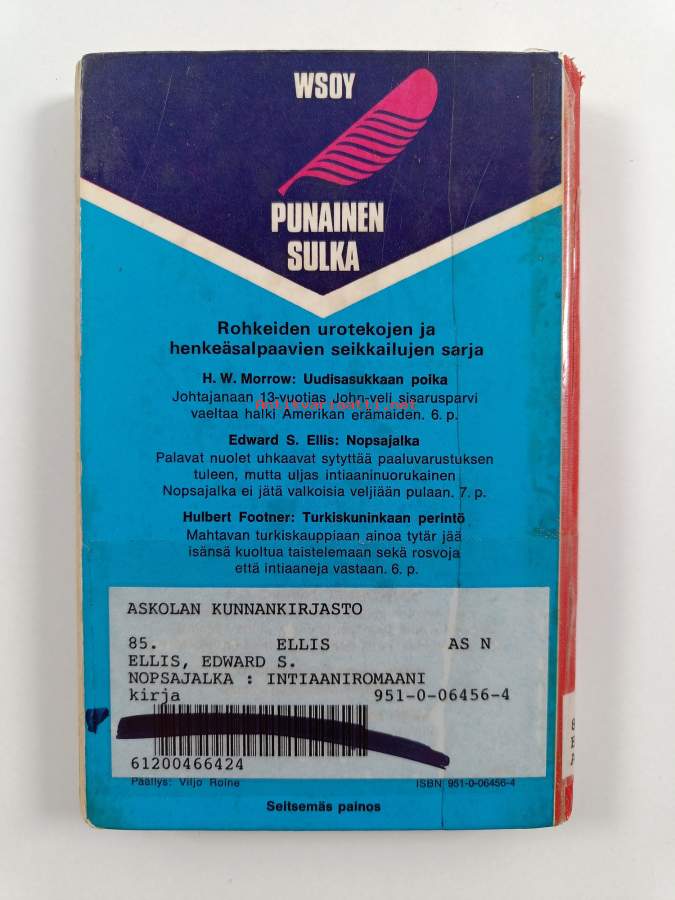 WSOY
PUNAINEN
SULKA
Rohkeiden urotekojen ja
henkeäsalpaavien seikkailujen sarja
H. W. Morrow: Uudisasukkaan poika
Johtajanaan 13-vuotias John-veli sisarusparvi
antikvariaatti.net
vaeltaa halki Amerikan erämaiden. 6. p.
Edward S. Ellis: Nopsajalka
Palavat nuolet uhkaavat sytyttää paaluvarustuksen
tuleen, mutta uljas intiaaninuorukainen
Nopsajalka ei jätä valkoisia veljiään pulaan. 7. p.
Hulbert Footner: Turkiskuninkaan perintö
Mahtavan turkiskauppiaan ainoa tytär jää
isänsä kuoltua taistelemaan sekä rosvoja
että intiaaneja vastaan. 6. p.
ASKOLAN KUNNANKIRJASTO
85. ELLIS AS N
ELLIS, EDWARD S.
NOPSAJALKA : INTIAANIROMAANI
kirja 951-0-06456-4
61200466424
Päällys: Viljo Roine ISBN 951-0-06456-4
Seitsemäs painos